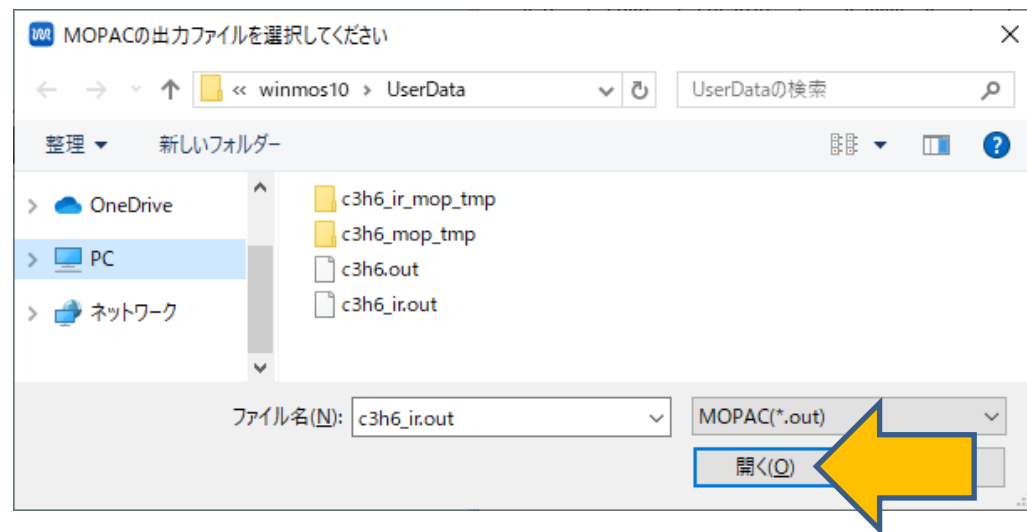 MOPACの出力ファイルを選択してください
« winmos10 › UserData
UserDataの検索
整理
新しいフォルダー
OneDrive
PC
ネットワーク
c3h6_ir_mop_tmp
c3h6_mop_tmp
c3h6.out
c3h6_ir.out
ファイル名(N):
c3h6_ir.out
MOPAC(*.out)
開く(O)